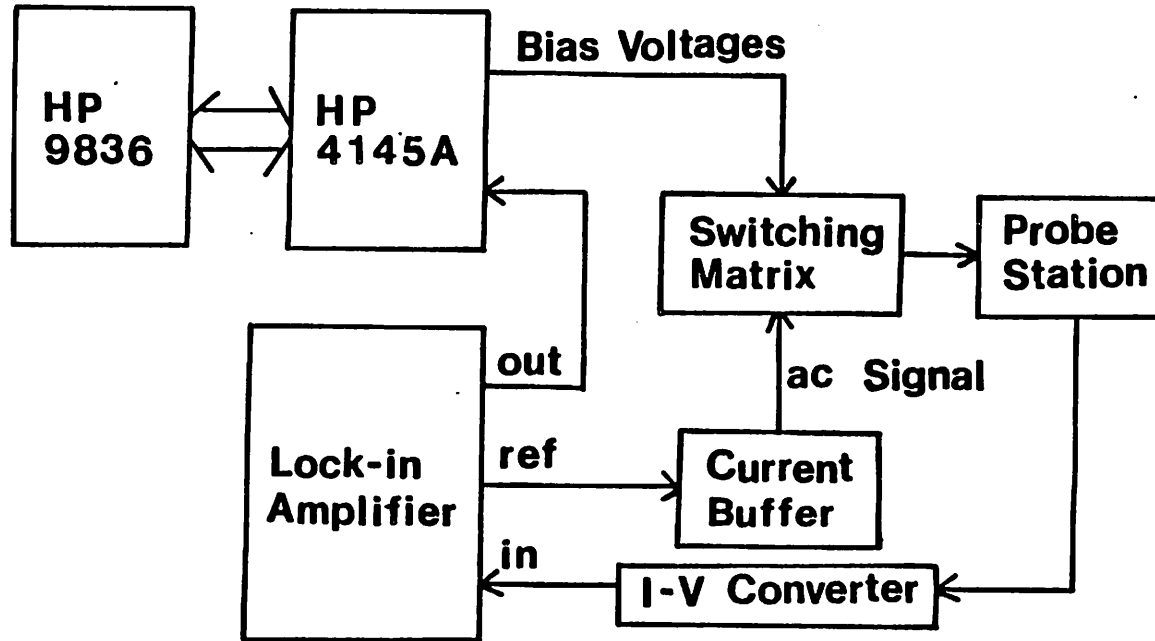 Bias Voltages
HP
9836
HP
4145A
Switching
Matrix
Probe
Station
out
ac Signal
ref
Lock-in
Amplifier
Current
Buffer
in
I-V Converter